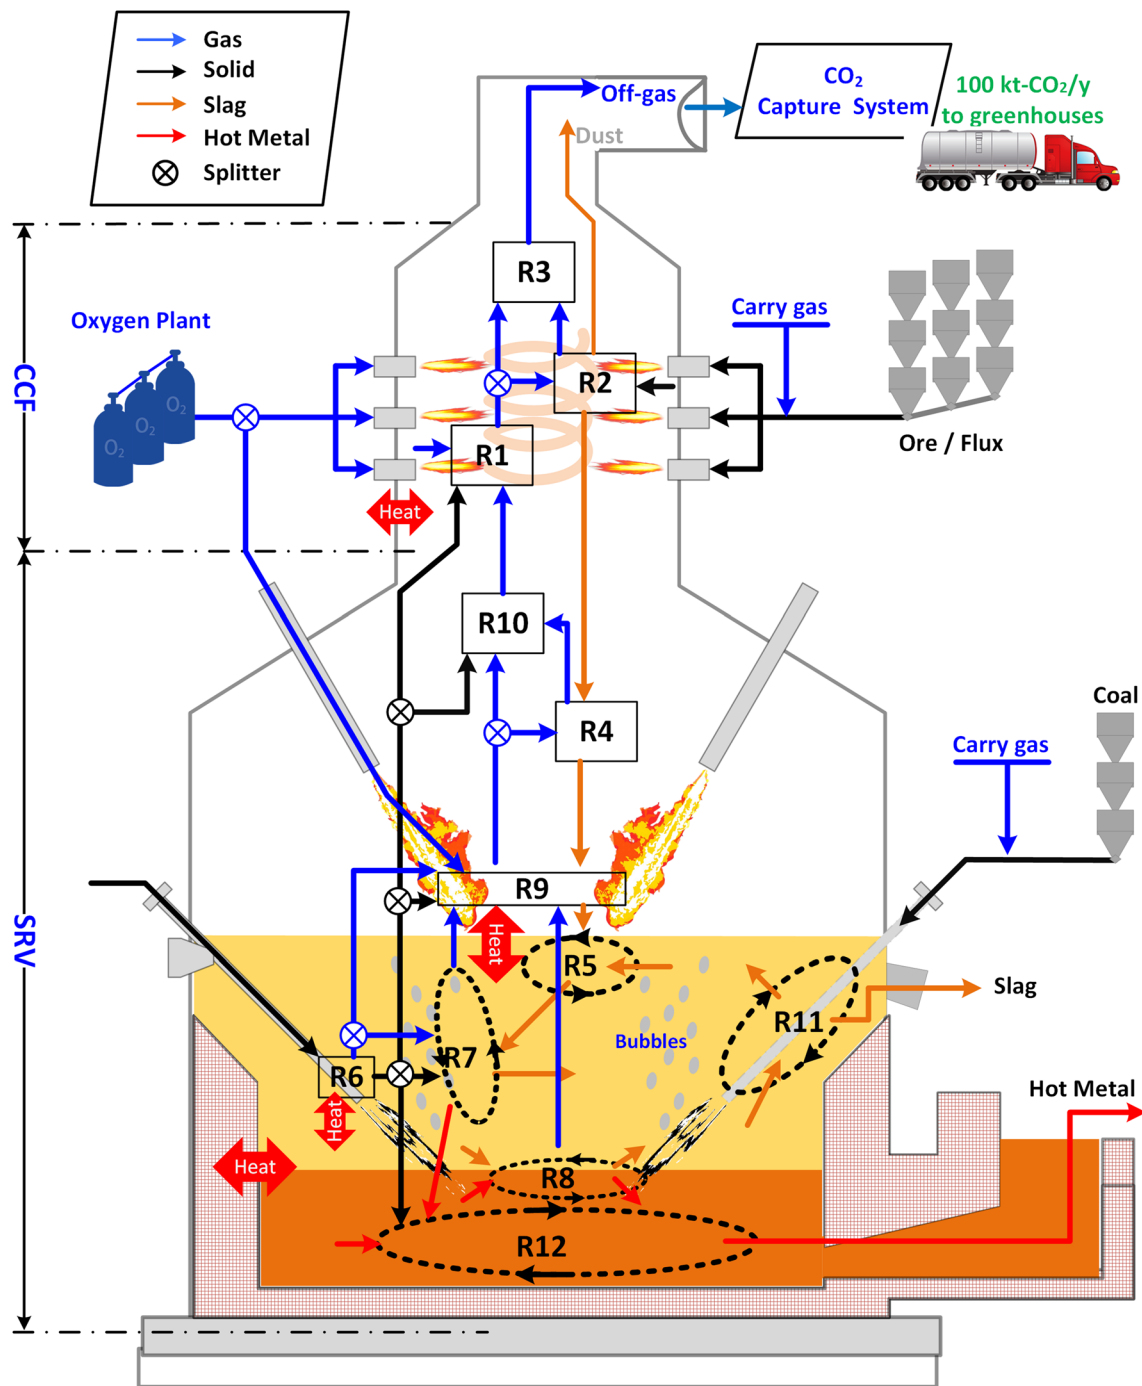 Gas
Solid
Slag
Hot Metal
Splitter
Off-gas
Dust
CO₂
Capture System
100 kt-CO₂/y
to greenhouses
CCF
Oxygen Plant
O₂
O₂
O₂
R3
Carry gas
R2
R1
Ore / Flux
Heat
R10
R4
Coal
Carry gas
SRV
R9
Heat
R5
Slag
R11
Bubbles
R7
R6
Heat
Hot Metal
Heat
R8
R12